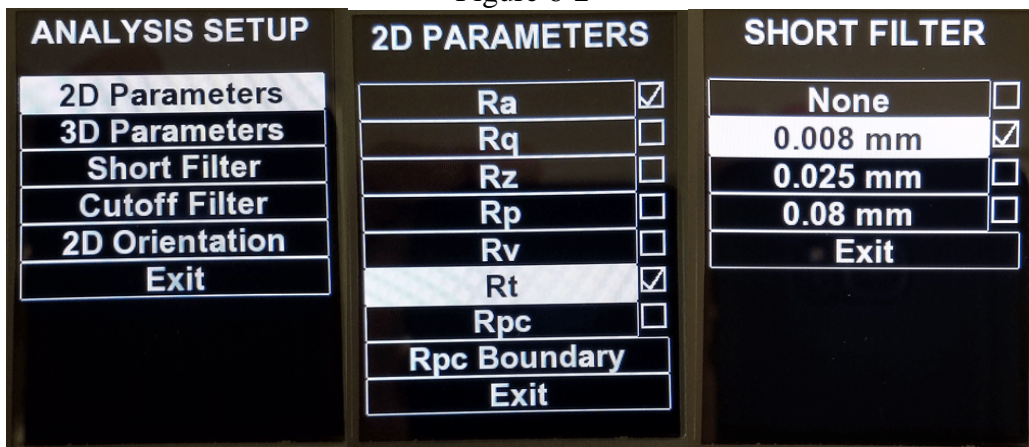 ANALYSIS SETUP
2D Parameters
3D Parameters
Short Filter
Cutoff Filter
2D Orientation
Exit
2D PARAMETERS
Ra
Rq
Rz
Rp
Rv
Rt
Rpc
Rpc Boundary
Exit
SHORT FILTER
None
0.008 mm
0.025 mm
0.08 mm
Exit